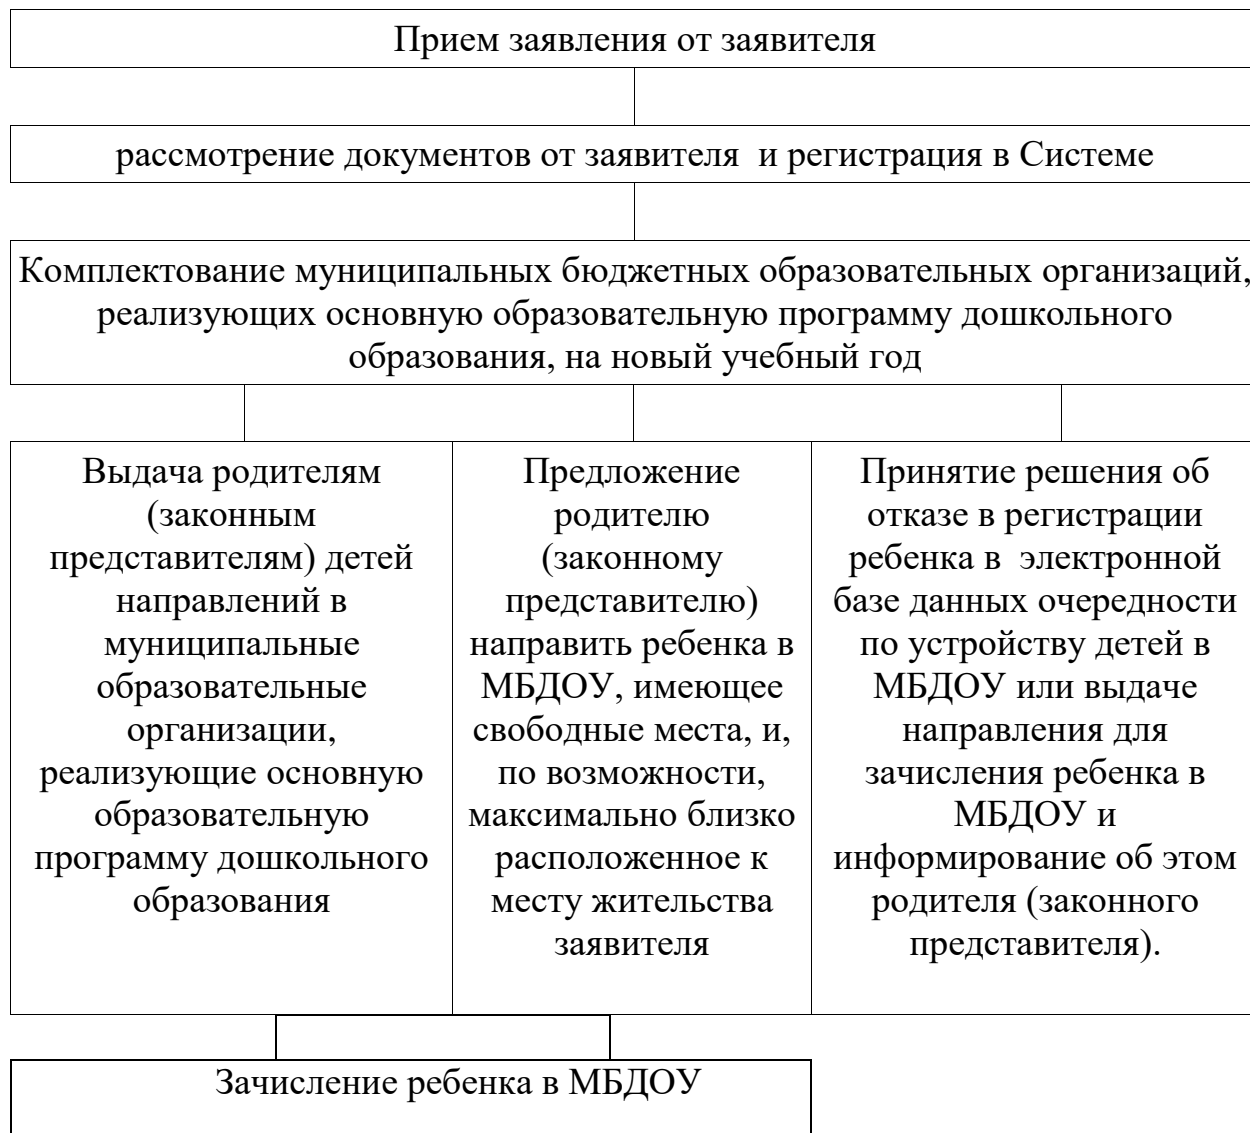 Прием заявления от заявителя
рассмотрение документов от заявителя  и регистрация в Системе
Комплектование муниципальных бюджетных образовательных организаций,
реализующих основную образовательную программу дошкольного
образования, на новый учебный год
Выдача родителям
(законным
представителям) детей
направлений в
муниципальные
образовательные
организации,
реализующие основную
образовательную
программу дошкольного
образования
Предложение
родителю
(законному
представителю)
направить ребенка в
МБДОУ, имеющее
свободные места, и,
по возможности,
максимально близко
расположенное к
месту жительства
заявителя
Принятие решения об
отказе в регистрации
ребенка в  электронной
базе данных очередности
по устройству детей в
МБДОУ или выдаче
направления для
зачисления ребенка в
МБДОУ и
информирование об этом
родителя (законного
представителя).
Зачисление ребенка в МБДОУ